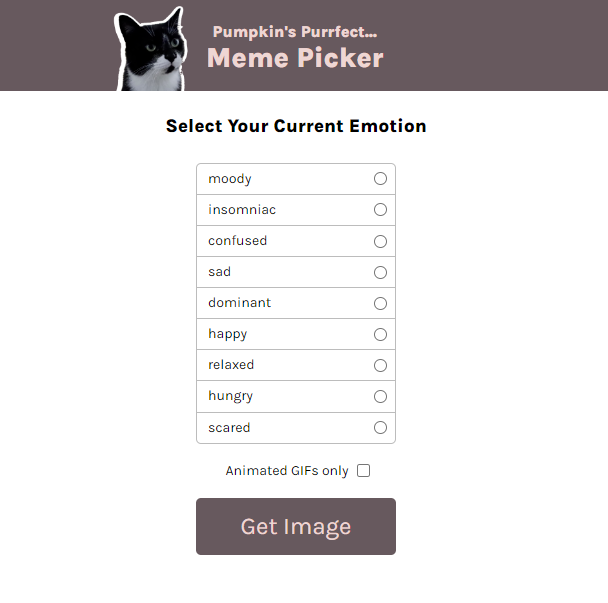 Pumpkin's Purrfect...
Meme Picker
Select Your Current Emotion
moody
insomniac
confused
sad
dominant
happy
relaxed
hungry
scared
Animated GIFs only
Get Image